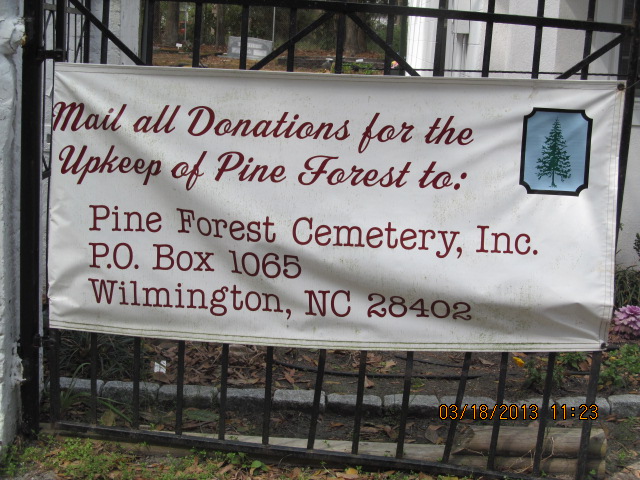 Mail all Donations for the
Upkeep of Pine Forest to:
Pine Forest Cemetery, Inc.
P.O. Box 1065
Wilmington, NC 28402
03/18/2013 11:23